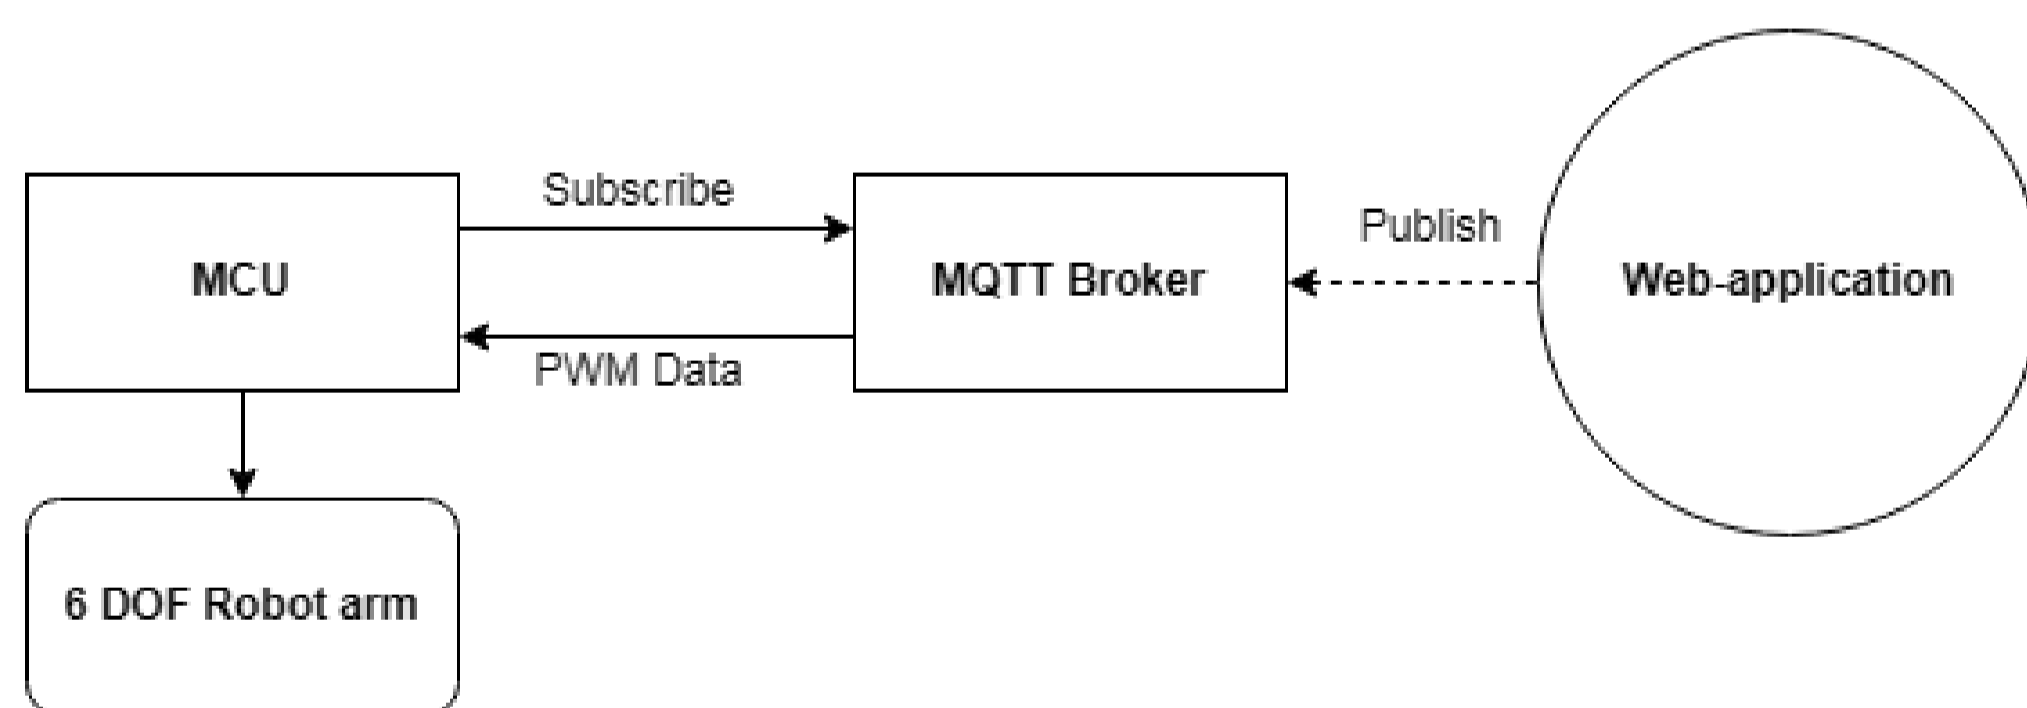 Subscribe
Publish
MCU
MQTT Broker
Web-application
PWM Data
6 DOF Robot arm